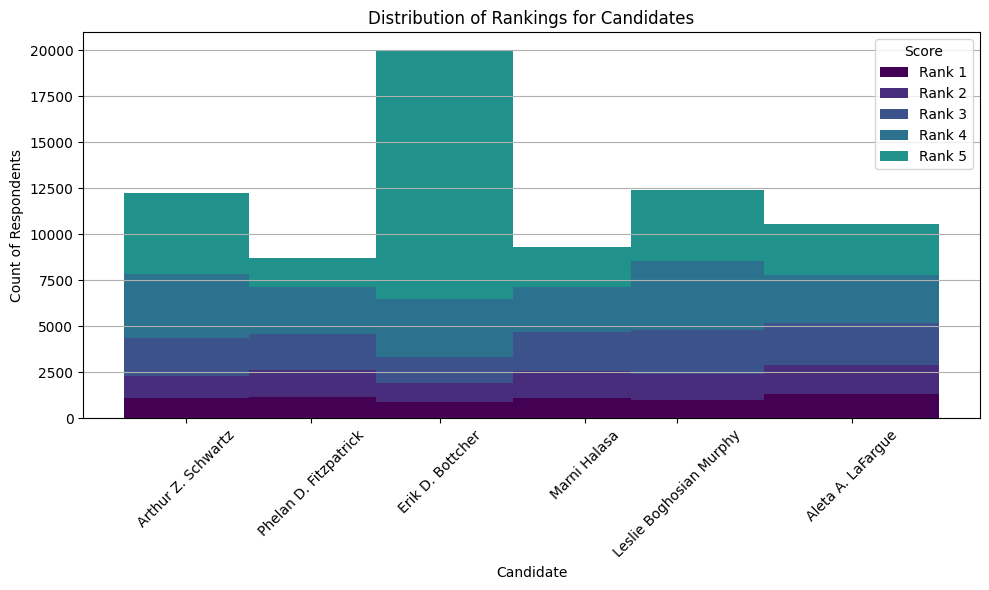 Distribution of Rankings for Candidates
Count of Respondents
20000
17500
15000
12500
10000
7500
5000
2500
0
Score
Rank 1
Rank 2
Rank 3
Rank 4
Rank 5
Arthur Z. Schwartz
Phelan D. Fitzpatrick
Erik D. Bottcher
Marni Halasa
Leslie Boghosian Murphy
Aleta A. LaFargue
Candidate